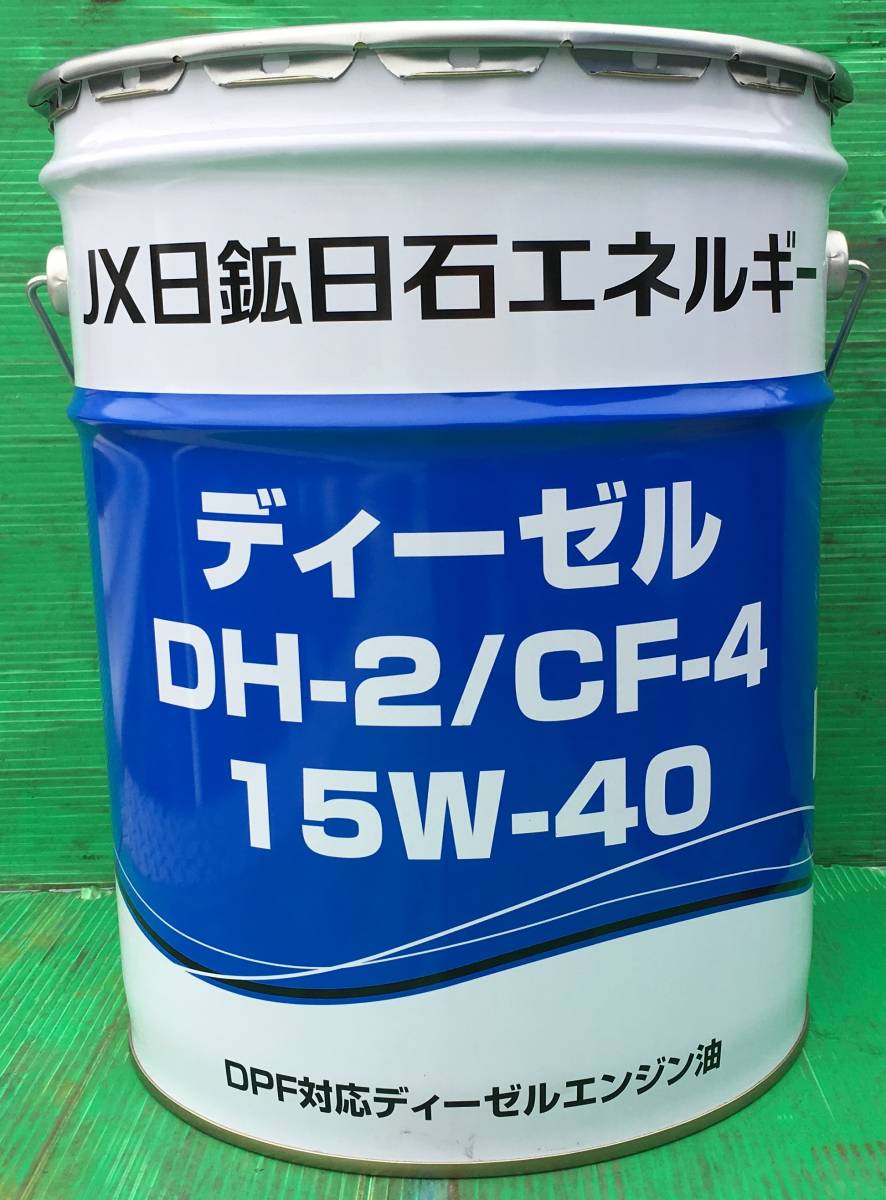 JX日鉱日石エネルギー
ディーゼル
DH-2/CF-4
15W-40
DPF対応ディーゼルエンジン油